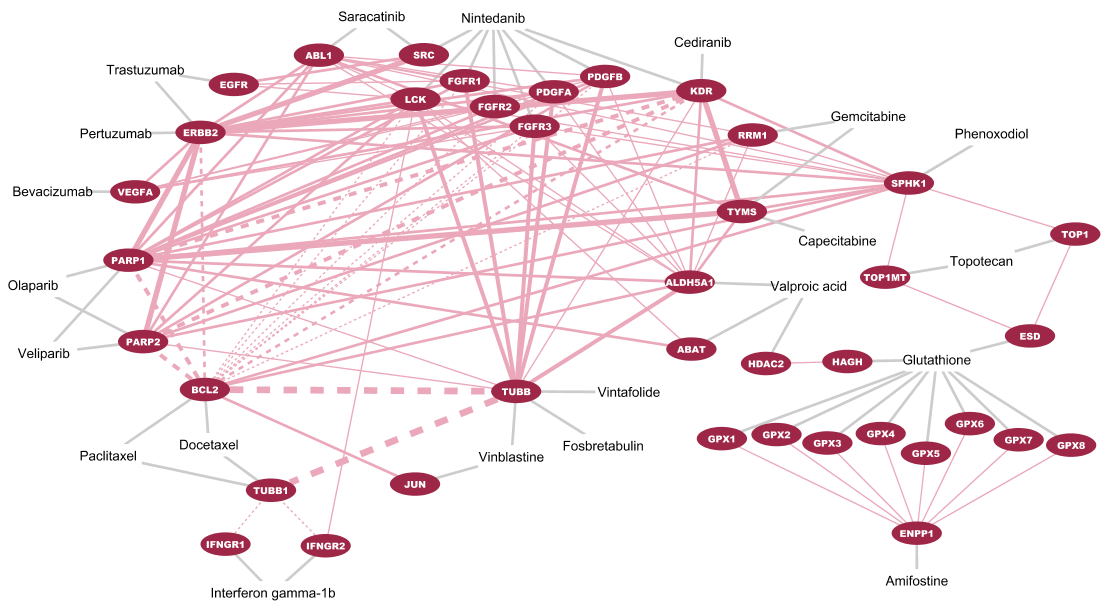 Saracatinib
Nintedanib
Cediranib
ABL1
SRC
Trastuzumab
EGFR
FGFR1
PDGFB
LCK
FGFR2
PDGFA
KDR
Gemcitabine
Pertuzumab
ERBB2
FGFR3
RRM1
Phenoxodiol
Bevacizumab
VEGFA
SPHK1
TYMS
Capecitabine
TOP1
PARP1
Topotecan
Olaparib
ALDH5A1
Valproic acid
TOP1MT
Veliparib
PARP2
ABAT
ESD
HDAC2
HAGH
Glutathione
BCL2
TUBB
Vintafolide
Docetaxel
Paclitaxel
Fosbretabulin
Vinblastine
GPX1
GPX2
GPX3
GPX4
GPX5
GPX6
GPX7
GPX8
TUBB1
JUN
IFNGR1
IFNGR2
ENPP1
Interferon gamma-1b
Amifostine